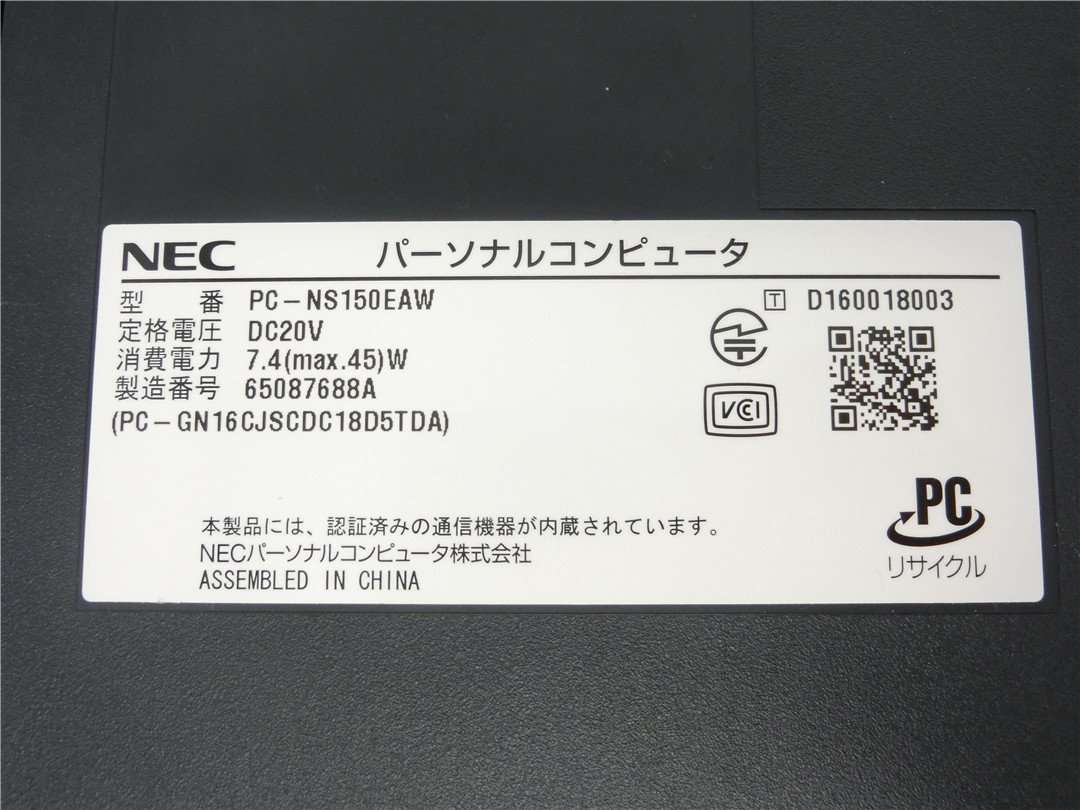 NEC パーソナルコンピュータ
型番 PC-NS150EAW
T D160018003
定格電圧 DC20V
消費電力 7.4(max.45)W
製造番号 65087688A
(PC-GN16CJSCDC18D5TDA)
VCI
PC
リサイクル
本製品には、認証済みの通信機器が内蔵されています。
NECパーソナルコンピュータ株式会社
ASSEMBLED IN CHINA